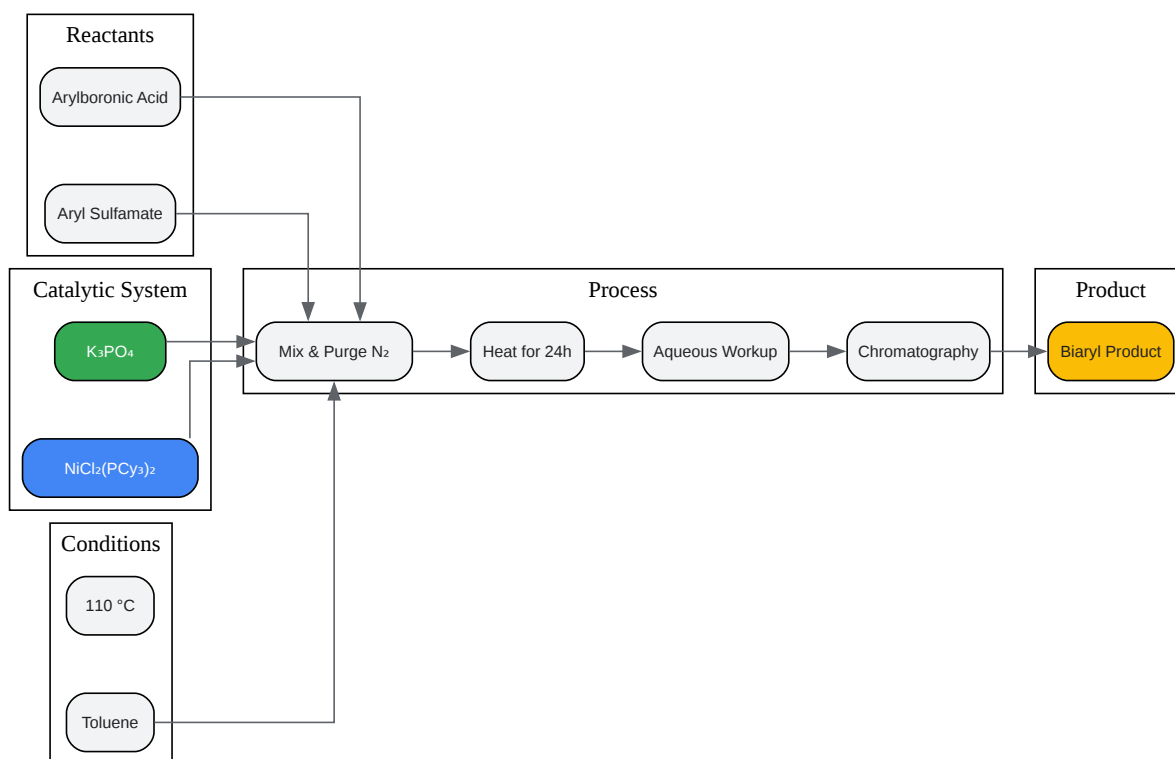 Reactants
Arylboronic Acid
Aryl Sulfamate
Catalytic System
K₃PO₄
NiCl₂(PCy₃)₂
Conditions
110 °C
Toluene
Process
Mix & Purge N₂
Heat for 24h
Aqueous Workup
Chromatography
Product
Biaryl Product